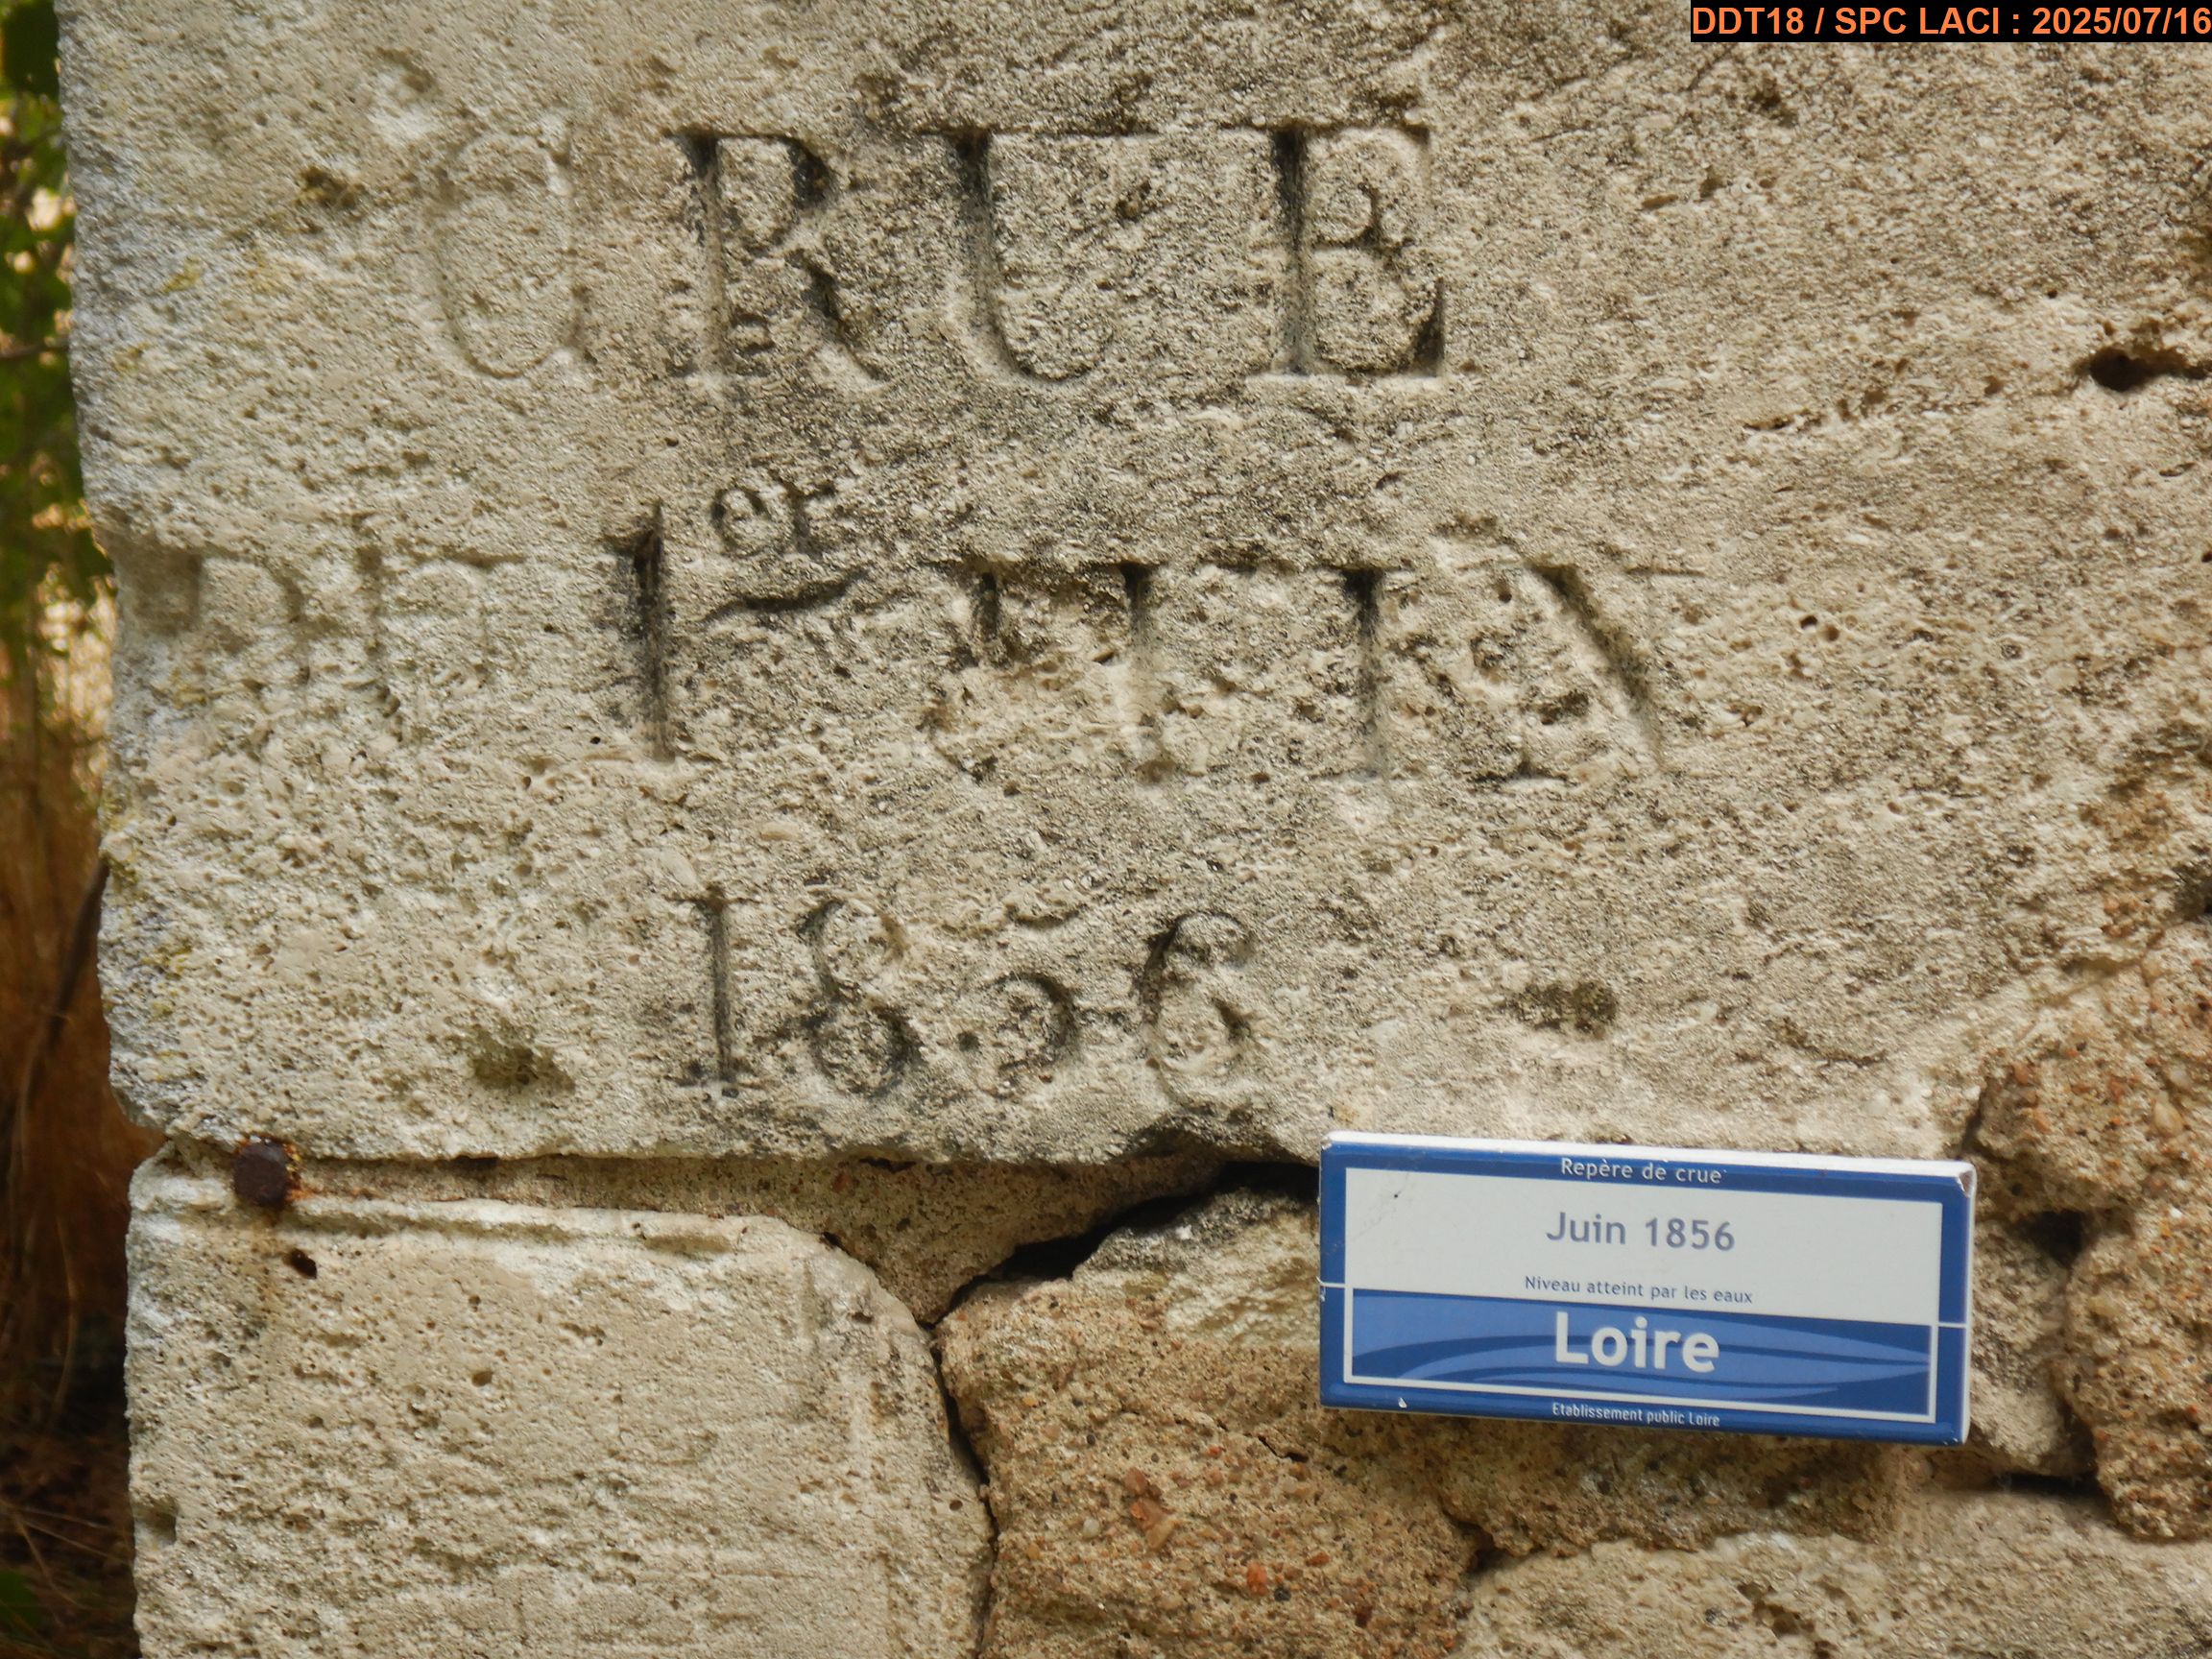 DDT18 / SPC LACI : 2025/07/16
CRUE
DU 1er JUIN
1856
Repère de crue
Juin 1856
Niveau atteint par les eaux
Loire
Etablissement public Loire